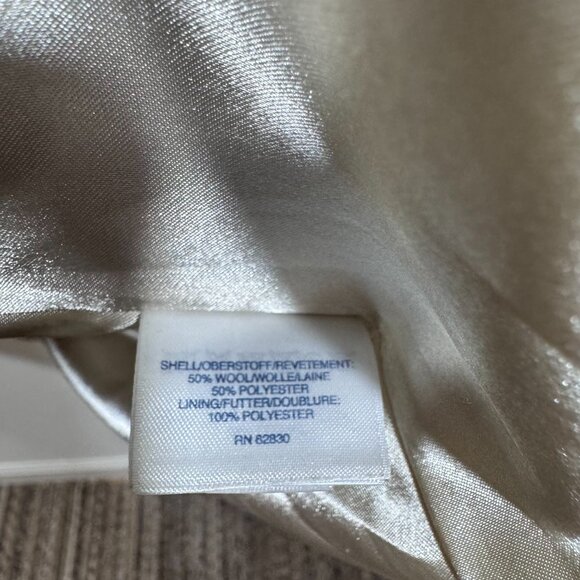 SHELL/OBERSTOFF/REVETEMENT:
50% WOOL/WOLLE/LAINE
50% POLYESTER
LINING/FUTTER/DOUBLURE:
100% POLYESTER
RN 62830